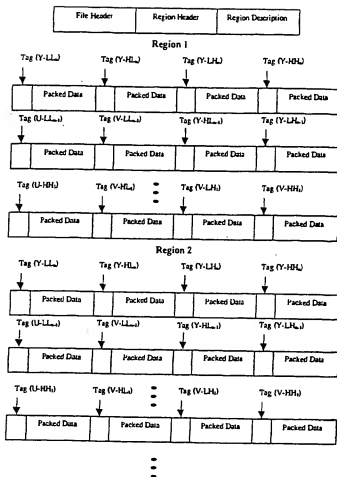 File Header Region Header Region Description
Region 1
Tag (Y-LLₘ) Tag (Y-HLₘ) Tag (Y-LHₘ) Tag (Y-HHₘ)
Packed Data Packed Data Packed Data Packed Data
Tag (U-LLₘ₋₁) Tag (V-LLₘ₋₁) Tag (Y-HLₘ₋₁) Tag (Y-LHₘ₋₁)
Packed Data Packed Data Packed Data Packed Data
Tag (U-HH₁) Tag (V-HL₁) Tag (V-LH₁) Tag (V-HH₁)
Packed Data Packed Data Packed Data Packed Data
Region 2
Tag (Y-LLₘ) Tag (Y-HLₘ) Tag (Y-LHₘ) Tag (Y-HHₘ)
Packed Data Packed Data Packed Data Packed Data
Tag (U-LLₘ₋₁) Tag (V-LLₘ₋₁) Tag (Y-HLₘ₋₁) Tag (Y-LHₘ₋₁)
Packed Data Packed Data Packed Data Packed Data
Tag (U-HH₁) Tag (V-HL₁) Tag (V-LH₁) Tag (V-HH₁)
Packed Data Packed Data Packed Data Packed Data